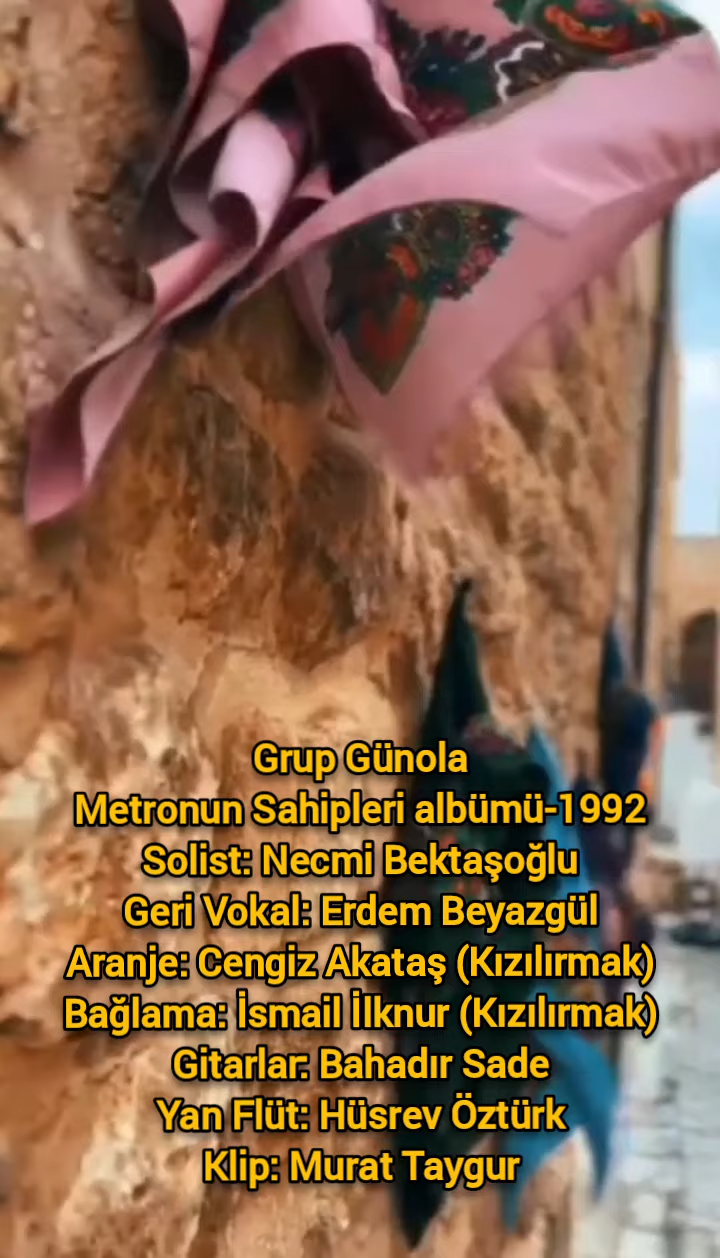 Grup Günola
Metronun Sahipleri albümü-1992
Solist: Necmi Bektaşoğlu
Geri Vokal: Erdem Beyazgül
Aranje: Cengiz Akataş (Kızılırmak)
Bağlama: İsmail İlknur (Kızılırmak)
Gitarlar: Bahadır Sade
Yan Flüt: Hüsrev Öztürk
Klip: Murat Taygur